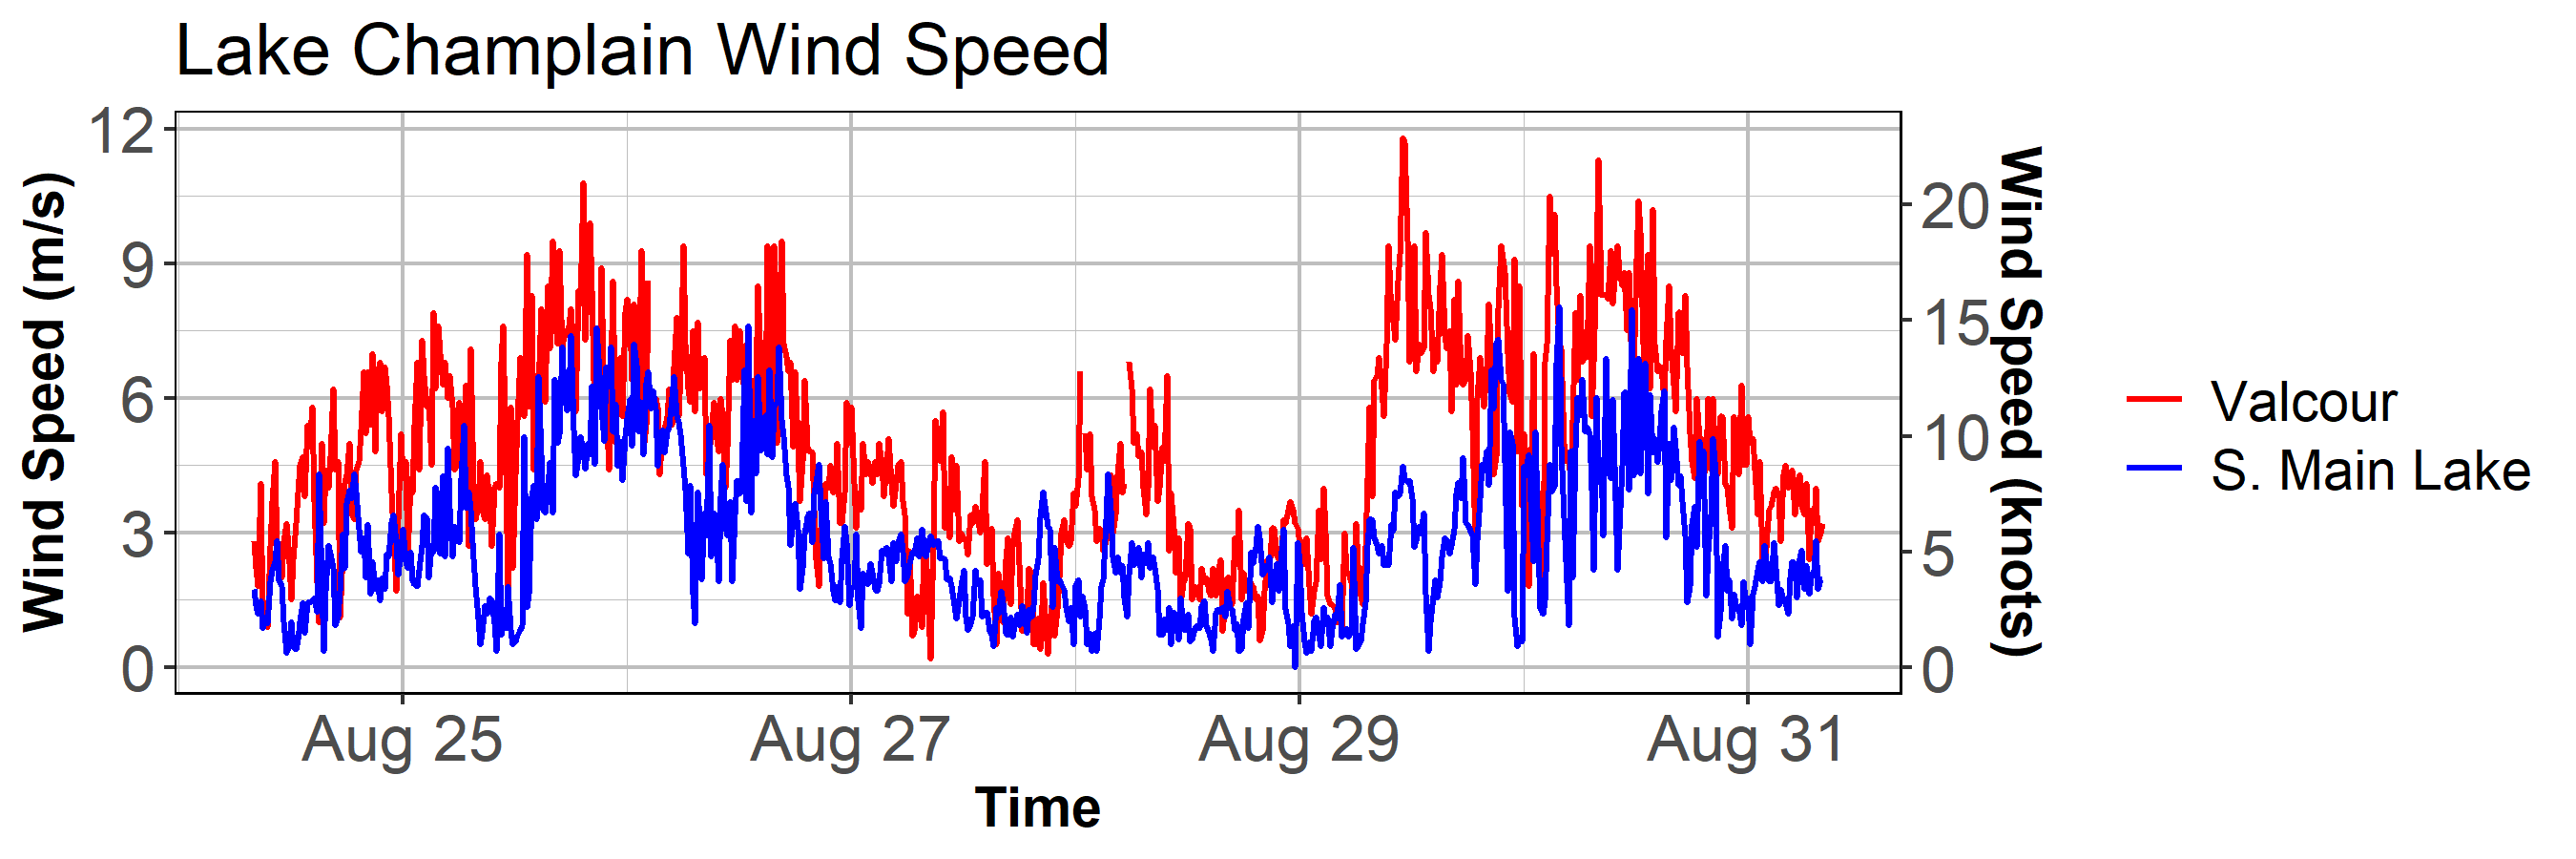 Lake Champlain Wind Speed
12
9
6
3
0
Wind Speed (m/s)
20
15
10
5
0
Wind Speed (knots)
Aug 25
Aug 27
Aug 29
Aug 31
Time
Valcour
S. Main Lake